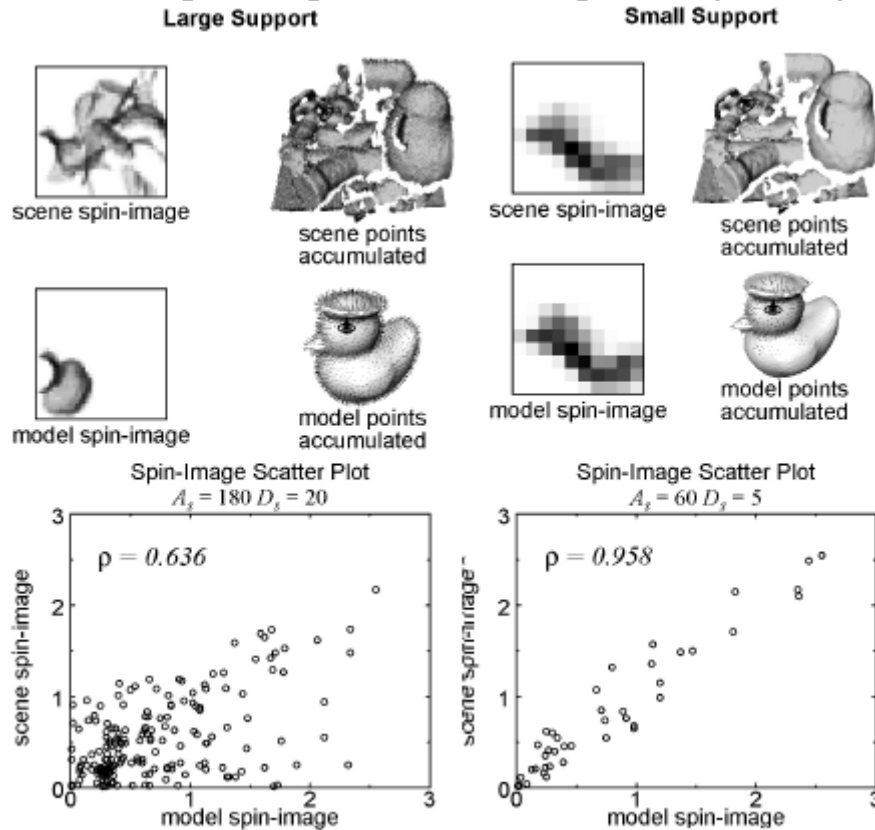 Large Support
scene spin-image
scene points
accumulated
model spin-image
model points
accumulated
Spin-Image Scatter Plot
A_s = 180 D_s = 20
ρ = 0.636
scene spin-image
3
2
1
0
0 1 2 3
model spin-image
Small Support
scene spin-image
scene points
accumulated
model spin-image
model points
accumulated
Spin-Image Scatter Plot
A_s = 60 D_s = 5
ρ = 0.958
scene spin-image
3
2
1
0
0 1 2 3
model spin-image